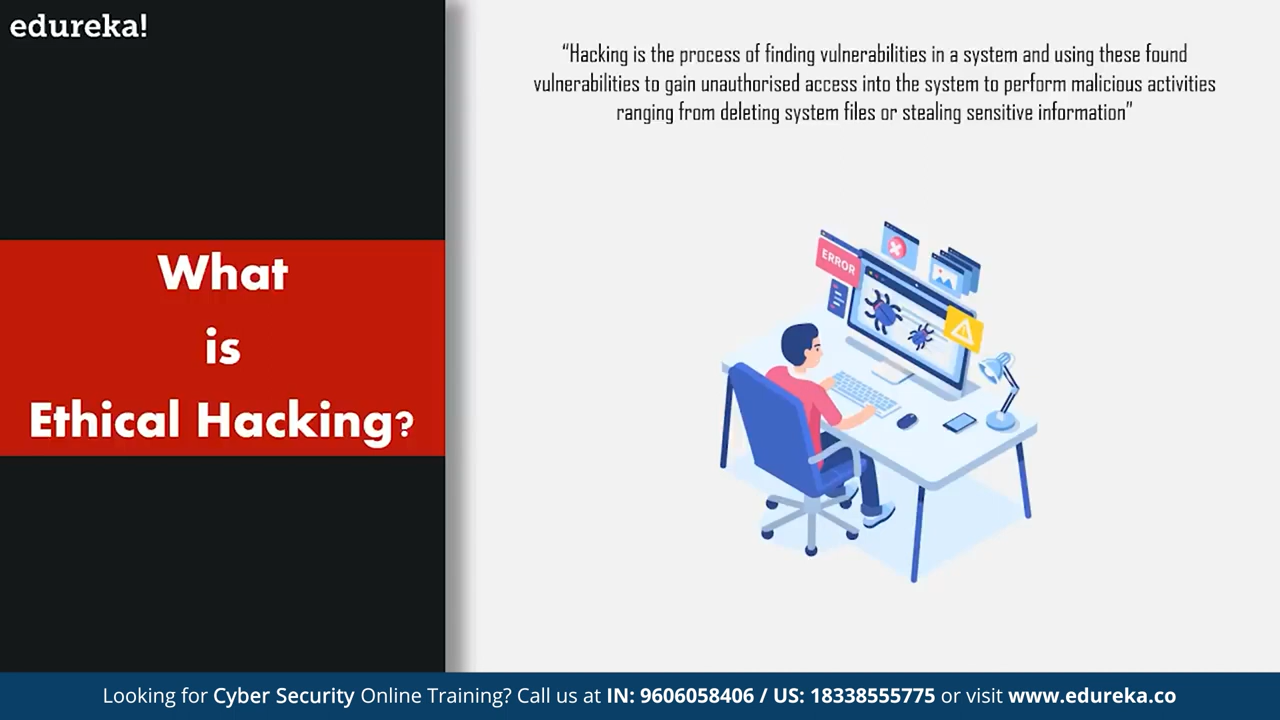 edureka!
“Hacking is the process of finding vulnerabilities in a system and using these found
vulnerabilities to gain unauthorised access into the system to perform malicious activities
ranging from deleting system files or stealing sensitive information”
ERROR
What
is
Ethical Hacking?
Looking for Cyber Security Online Training? Call us at IN: 9606058406 / US: 18338555775 or visit www.edureka.co